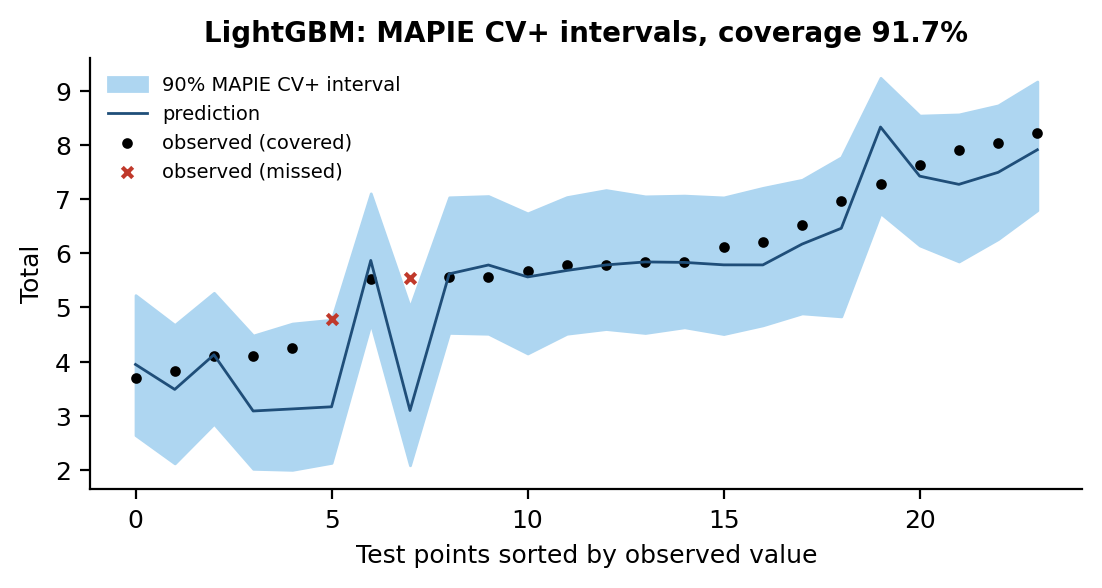 LightGBM: MAPIE CV+ intervals, coverage 91.7%
90% MAPIE CV+ interval
prediction
observed (covered)
observed (missed)
Total
9
8
7
6
5
4
3
2
0 5 10 15 20
Test points sorted by observed value